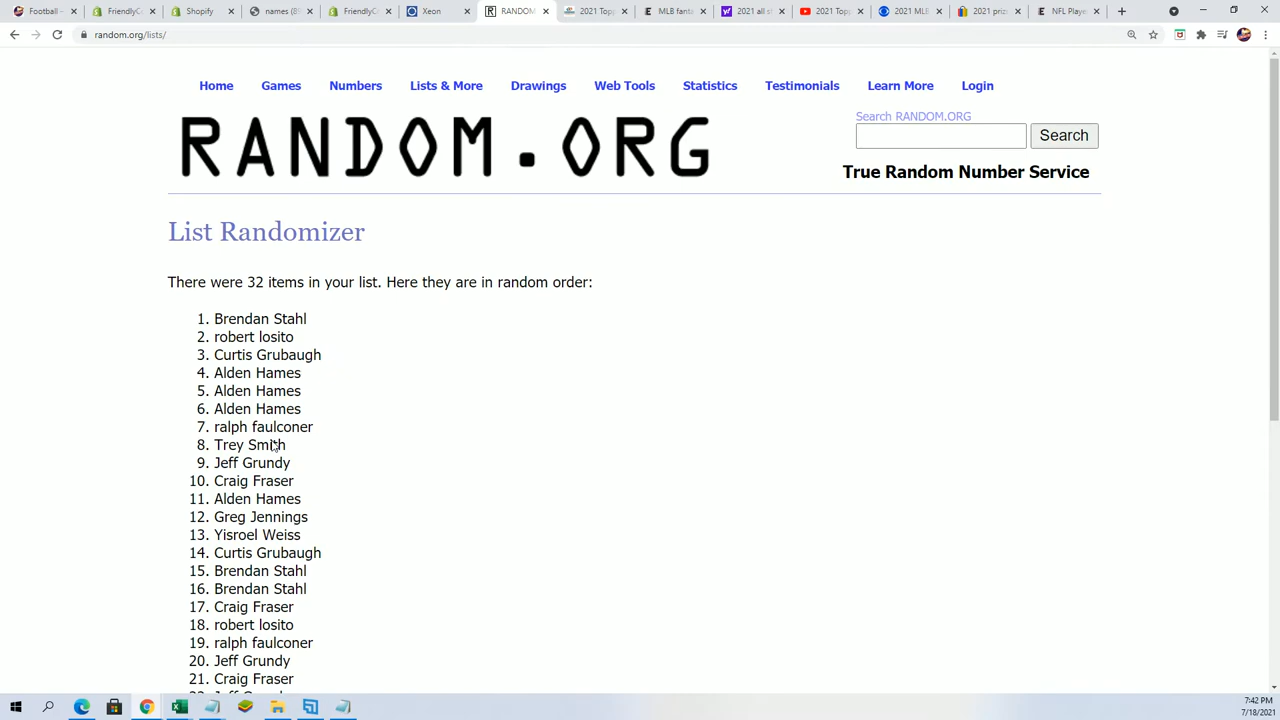 Football - FriendlyC Shopify names (89 FriendlyC Xeon RANDOM 2021 Topp MLB fanta 2021 all s 2021 Topp 2021 MLB 2021 priz NFL Playe
random.org/lists/
Home Games Numbers Lists & More Drawings Web Tools Statistics Testimonials Learn More Login
Search RANDOM.ORG
RANDOM.ORG
Search
True Random Number Service
List Randomizer
There were 32 items in your list. Here they are in random order:
1. Brendan Stahl
2. robert losito
3. Curtis Grubaugh
4. Alden Hames
5. Alden Hames
6. Alden Hames
7. ralph faulconer
8. Trey Smith
9. Jeff Grundy
10. Craig Fraser
11. Alden Hames
12. Greg Jennings
13. Yisroel Weiss
14. Curtis Grubaugh
15. Brendan Stahl
16. Brendan Stahl
17. Craig Fraser
18. robert losito
19. ralph faulconer
20. Jeff Grundy
21. Craig Fraser
7:42 PM
7/18/2021